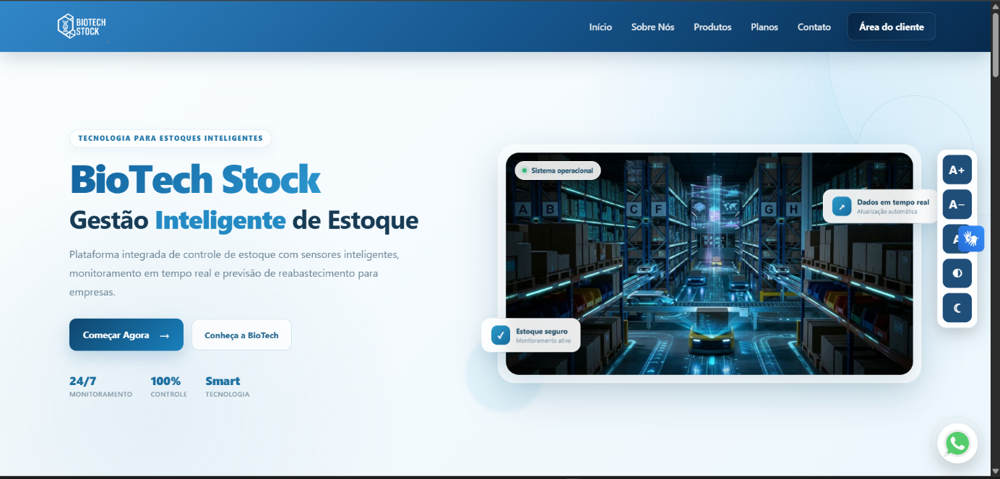 BIOTECH
STOCK
Início
Sobre Nós
Produtos
Planos
Contato
Área do cliente
TECNOLOGIA PARA ESTOQUES INTELIGENTES
BioTech Stock
Gestão Inteligente de Estoque
Plataforma integrada de controle de estoque com sensores inteligentes,
monitoramento em tempo real e previsão de reabastecimento para
empresas.
Começar Agora →
Conheça a BioTech
24/7
MONITORAMENTO
100%
CONTROLE
Smart
TECNOLOGIA
Sistema operacional
A B C F G H
Dados em tempo real
Atualização automática
Estoque seguro
Monitoramento ativo
A+
A−
A